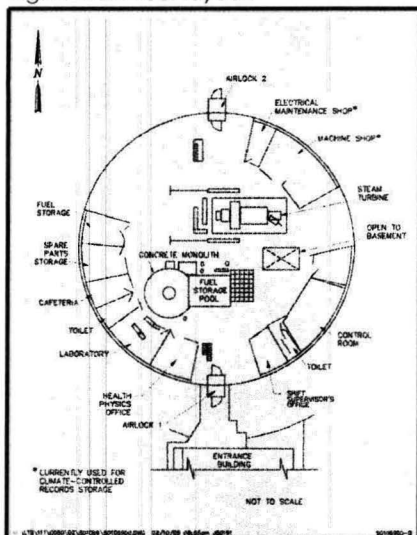 N
AIRLOCK 2
ELECTRICAL
MAINTENANCE SHOP*
MACHINE SHOP*
STEAM
TURBINE
OPEN TO
BASEMENT
FUEL
STORAGE
SPARE
PARTS
STORAGE
CONCRETE MONOLITH
FUEL
STORAGE
POOL
CAFETERIA
TOILET
LABORATORY
CONTROL
ROOM
TOILET
HEALTH
PHYSICS
OFFICE
SHIFT
SUPERVISOR'S
OFFICE
AIRLOCK 1
ENTRANCE
BUILDING
* CURRENTLY USED FOR
CLIMATE-CONTROLLED
RECORDS STORAGE
NOT TO SCALE